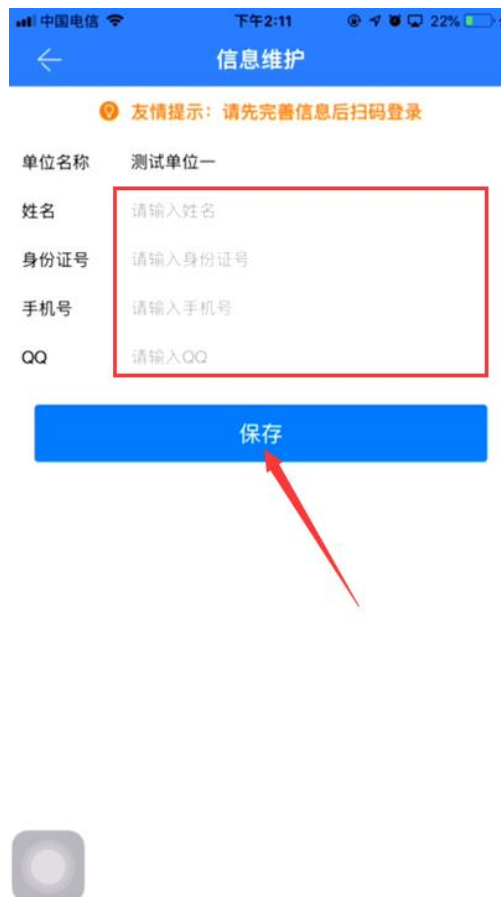 中国电信 下午2:11 22%
信息维护
友情提示：请先完善信息后扫码登录
单位名称 测试单位一
姓名 请输入姓名
身份证号 请输入身份证号
手机号 请输入手机号
QQ 请输入QQ
保存